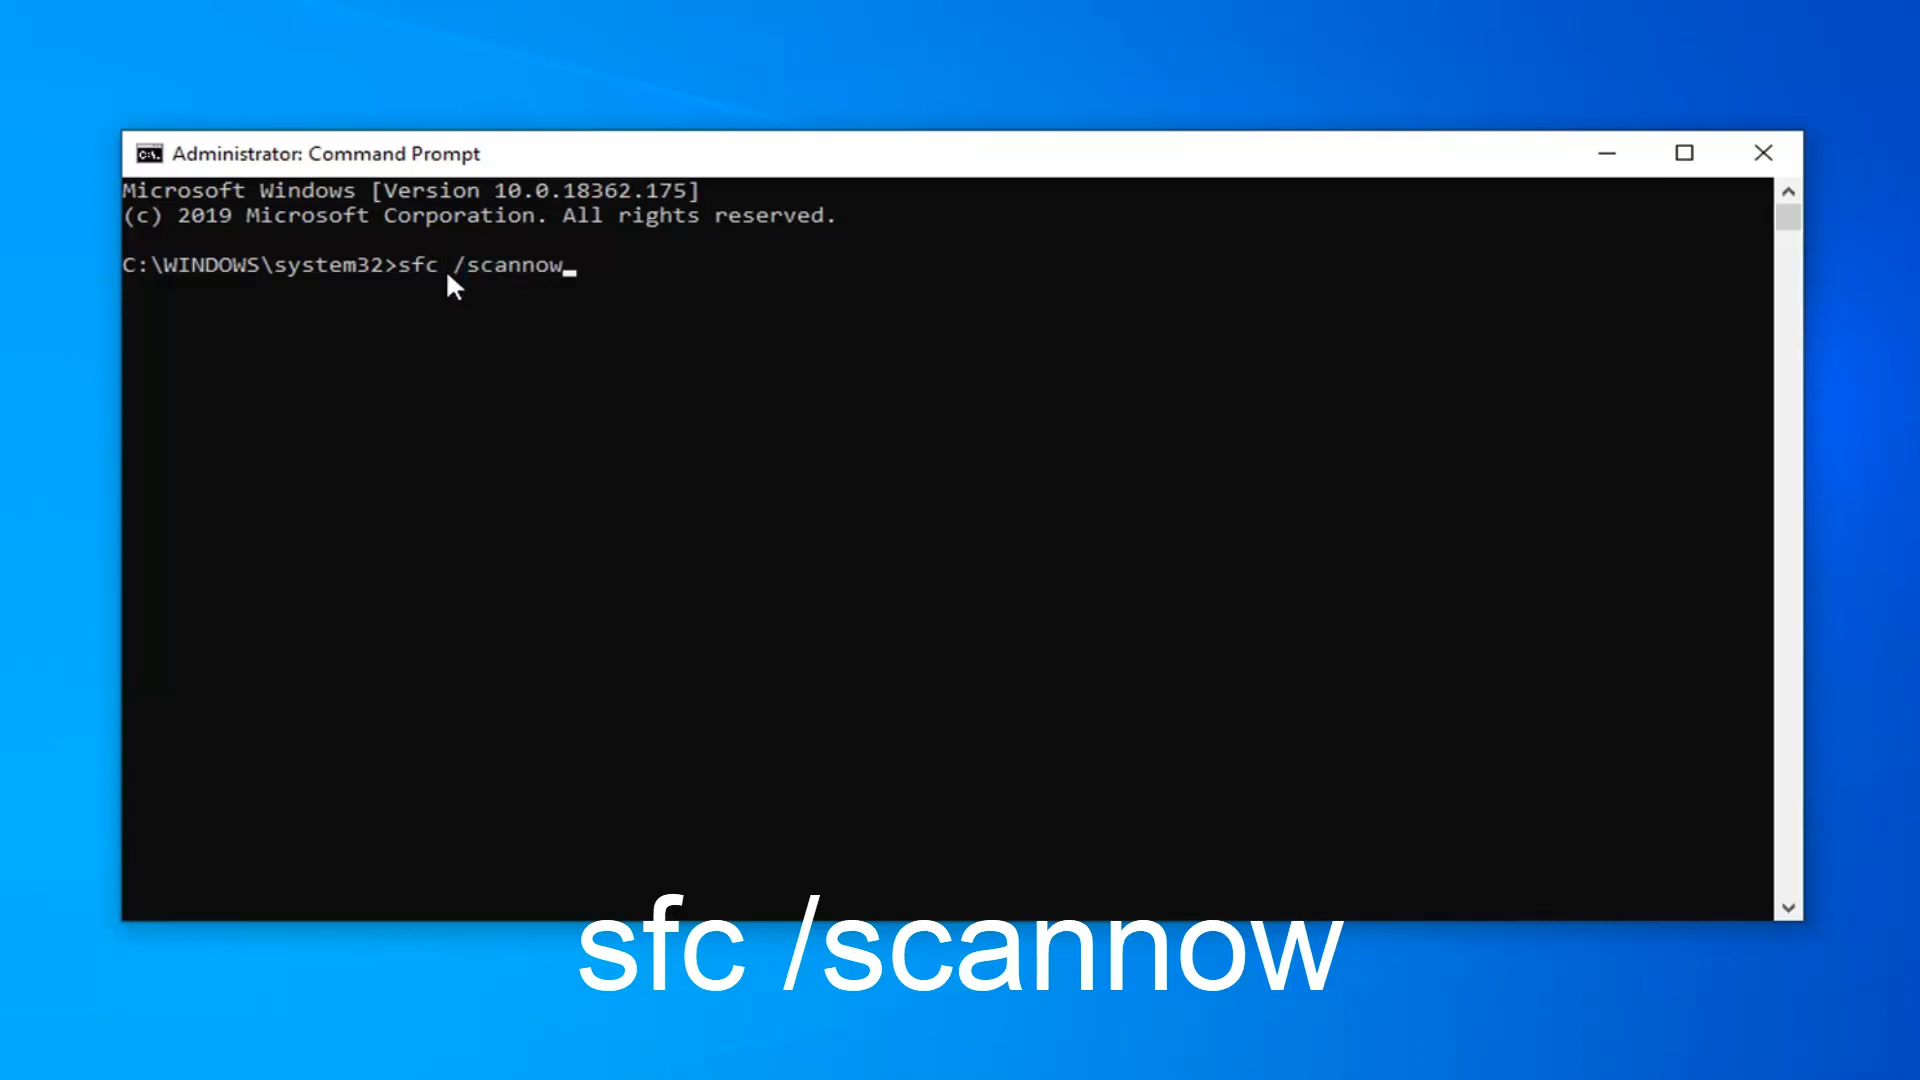 Administrator: Command Prompt
Microsoft Windows [Version 10.0.18362.175]
(c) 2019 Microsoft Corporation. All rights reserved.
C:\WINDOWS\system32>sfc /scannow_
sfc /scannow